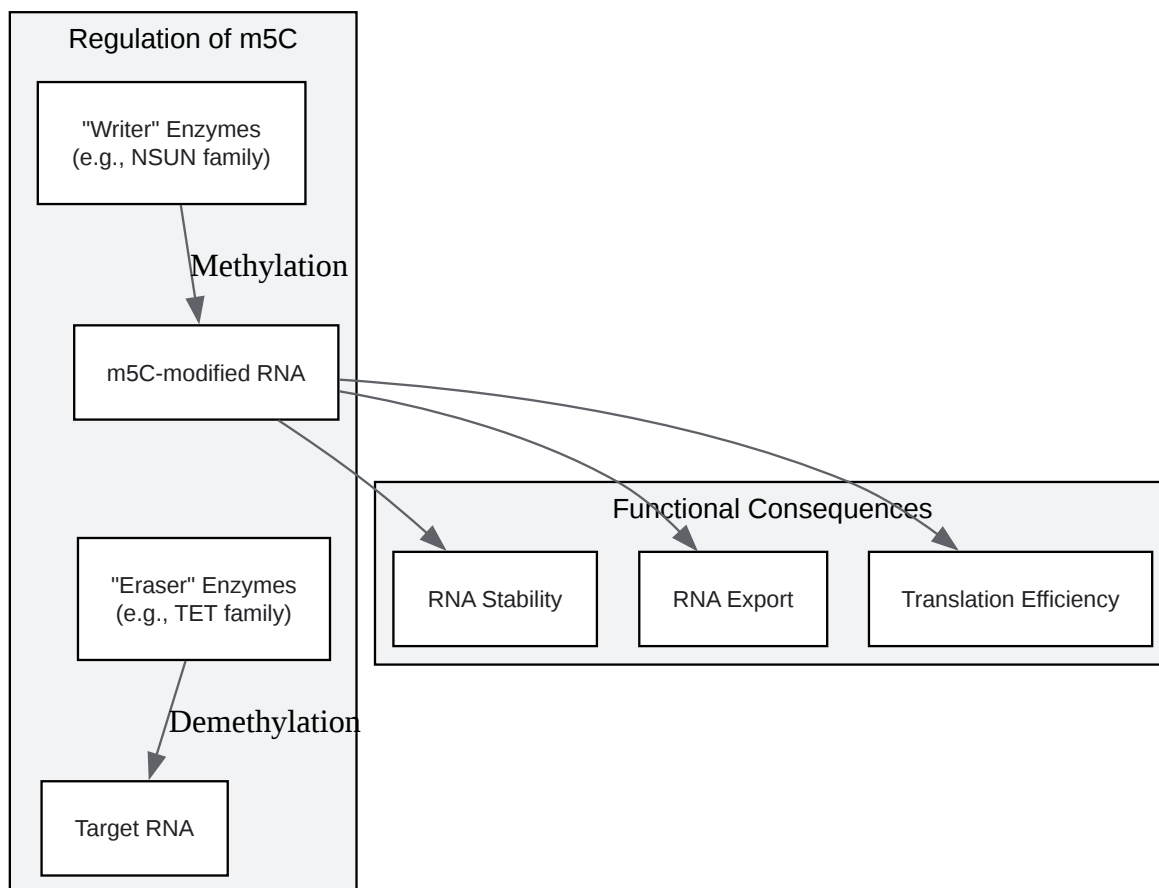 Regulation of m5C
"Writer" Enzymes
(e.g., NSUN family)
Methylation
m5C-modified RNA
"Eraser" Enzymes
(e.g., TET family)
Demethylation
Target RNA
Functional Consequences
RNA Stability
RNA Export
Translation Efficiency